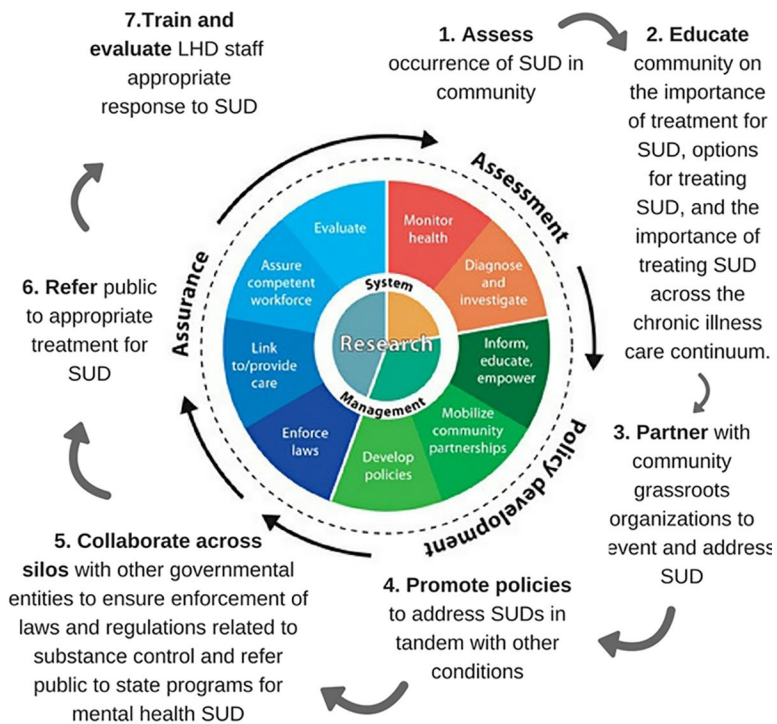 1. Assess
occurrence of SUD in
community
2. Educate
community on
the importance
of treatment for
SUD, options
for treating
SUD, and the
importance of
treating SUD
across the
chronic illness
care continuum.
3. Partner with
community
grassroots
organizations to
event and address
SUD
4. Promote policies
to address SUDs in
tandem with other
conditions
5. Collaborate across
silos with other governmental
entities to ensure enforcement of
laws and regulations related to
substance control and refer
public to state programs for
mental health SUD
6. Refer public
to appropriate
treatment for
SUD
7.Train and
evaluate LHD staff
appropriate
response to SUD
Assessment
Policy development
Assurance
Monitor
health
Diagnose
and
investigate
Inform,
educate,
empower
Mobilize
community
partnerships
Develop
policies
Enforce
laws
Link
to/provide
care
Assure
competent
workforce
Evaluate
System
Research
Management